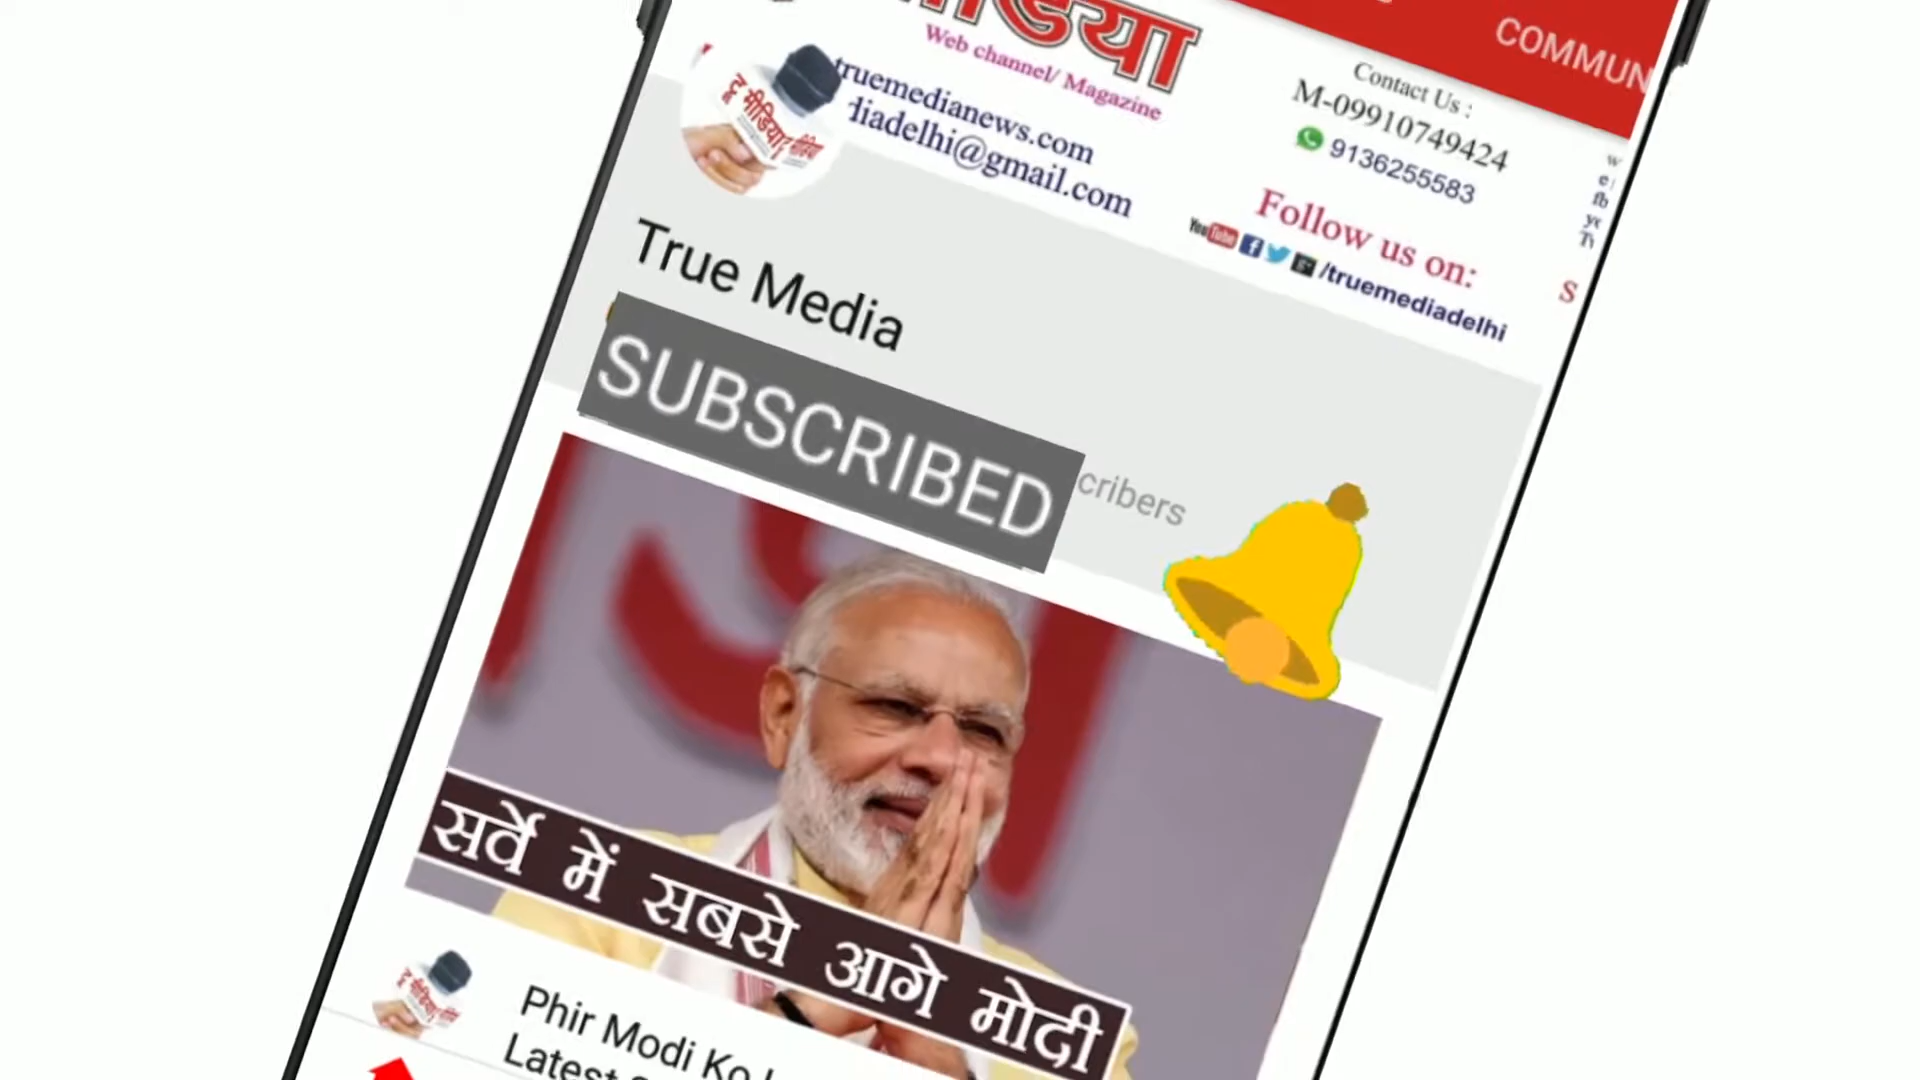 COMMUN
मीडिया
Web channel/ Magazine
truemedianews.com
diadelhi@gmail.com
Contact Us :
M-09910749424
9136255583
Follow us on:
YouTube
/truemediadelhi
ट्रू मीडिया
True Media
SUBSCRIBED
cribers
सर्वे में सबसे आगे मोदी
Phir Modi Ko
Latest